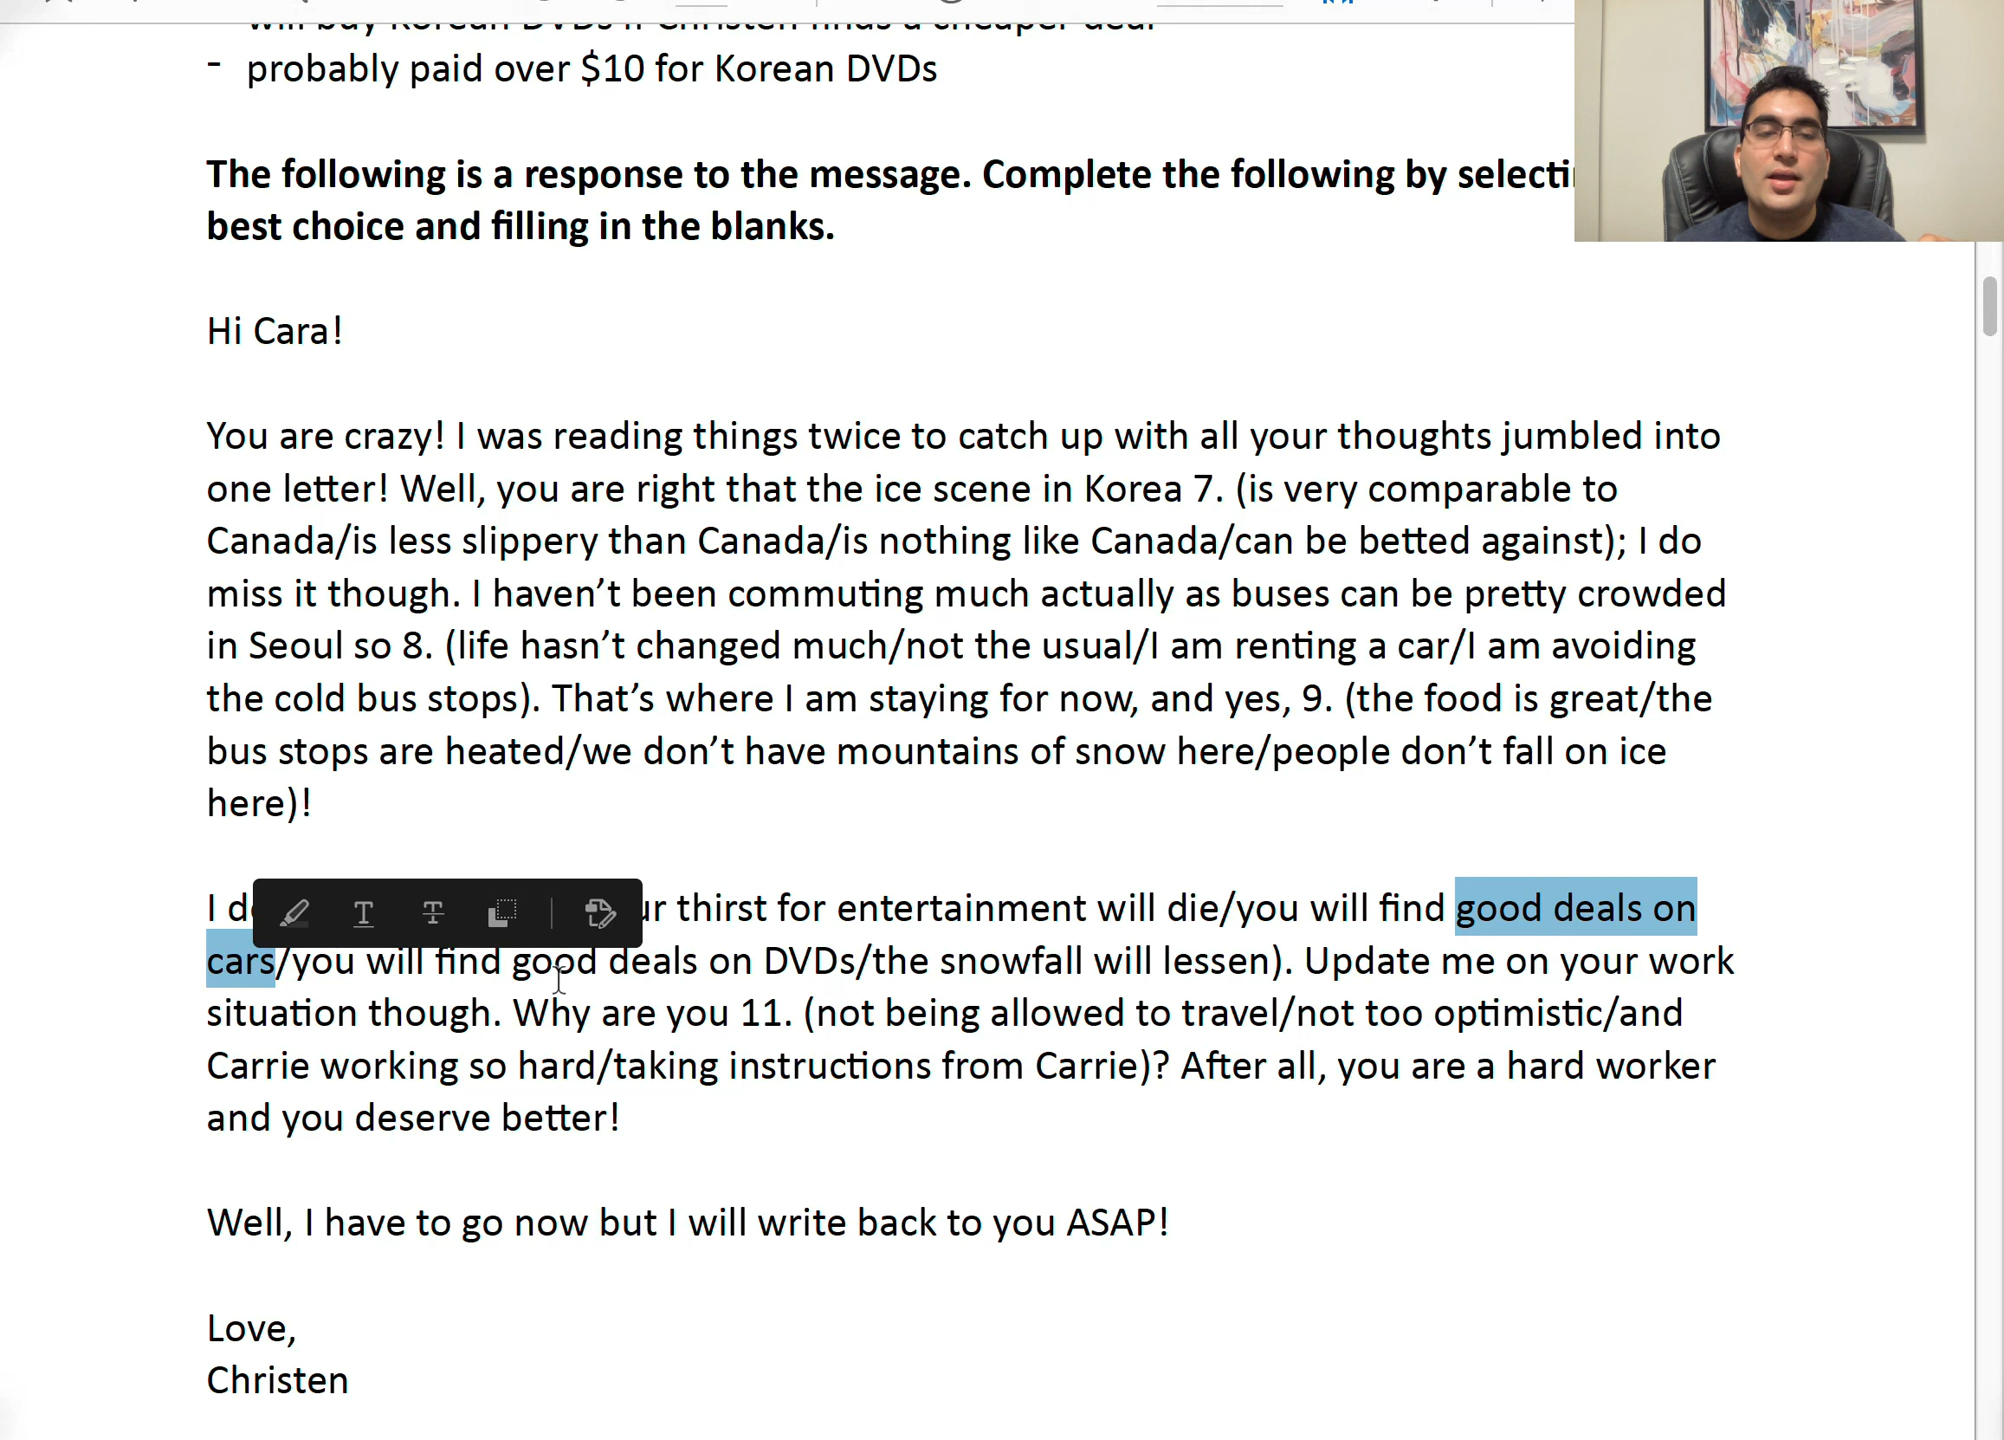 will buy Korean DVDs if Christen finds a cheaper deal
- probably paid over $10 for Korean DVDs
The following is a response to the message. Complete the following by
best choice and filling in the blanks.
Hi Cara!
You are crazy! I was reading things twice to catch up with all your thoughts jumbled into
one letter! Well, you are right that the ice scene in Korea 7. (is very comparable to
Canada/is less slippery than Canada/is nothing like Canada/can be betted against); I do
miss it though. I haven’t been commuting much actually as buses can be pretty crowded
in Seoul so 8. (life hasn’t changed much/not the usual/I am renting a car/I am avoiding
the cold bus stops). That’s where I am staying for now, and yes, 9. (the food is great/the
bus stops are heated/we don’t have mountains of snow here/people don’t fall on ice
here)!
I thirst for entertainment will die/you will find good deals on
cars/you will find good deals on DVDs/the snowfall will lessen). Update me on your work
situation though. Why are you 11. (not being allowed to travel/not too optimistic/and
Carrie working so hard/taking instructions from Carrie)? After all, you are a hard worker
and you deserve better!
Well, I have to go now but I will write back to you ASAP!
Love,
Christen